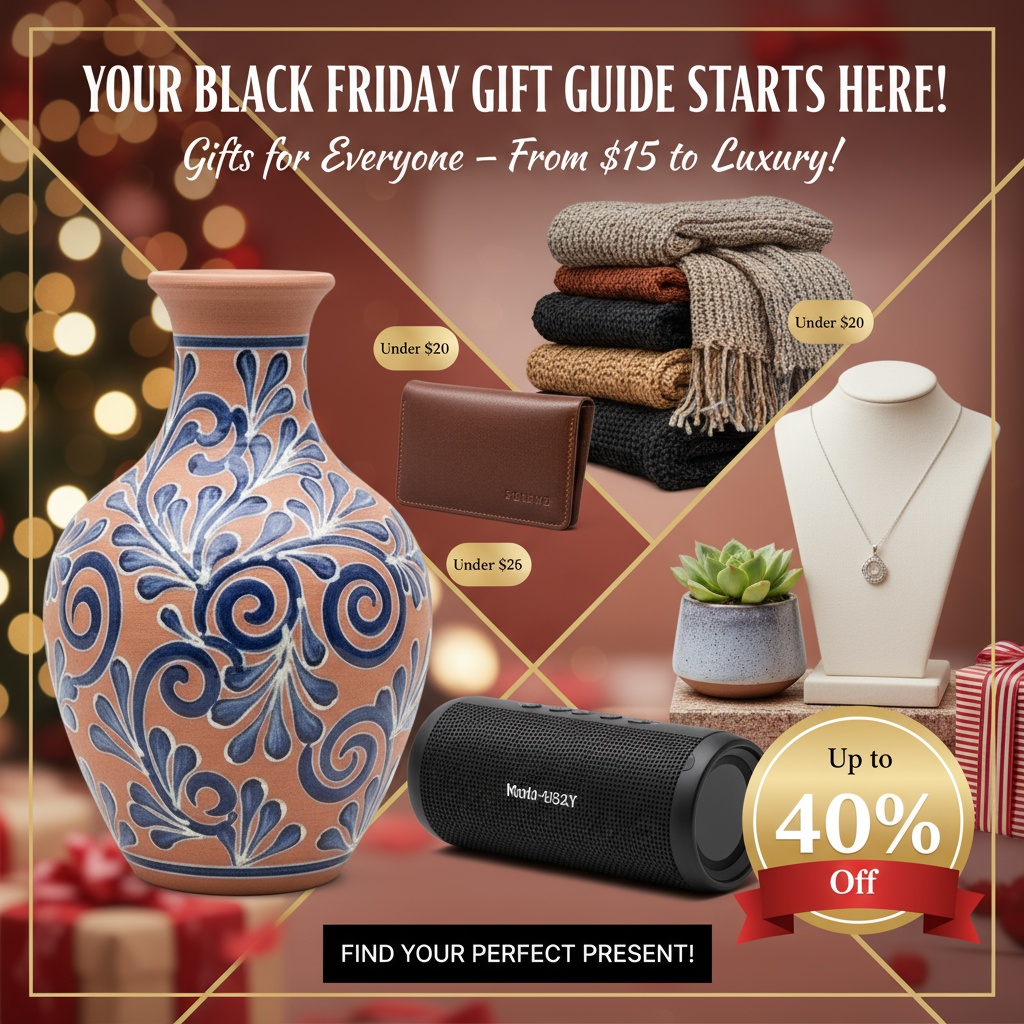 YOUR BLACK FRIDAY GIFT GUIDE STARTS HERE!
Gifts for Everyone – From $15 to Luxury!
Under $20
Under $20
Under $26
Up to
40%
Off
FIND YOUR PERFECT PRESENT!